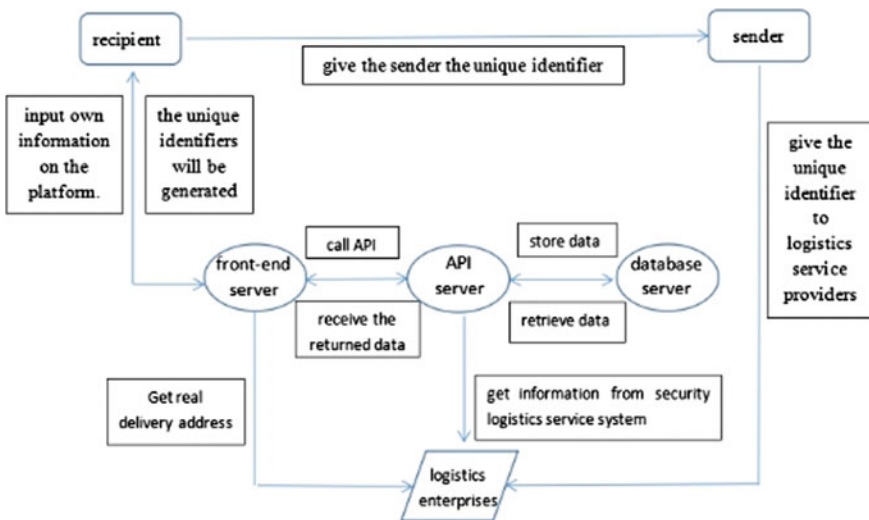 recipient
sender
give the sender the unique identifier
input own
information
on the
platform.
the unique
identifiers
will be
generated
give the
unique
identifier
to
logistics
service
providers
call API
store data
front-end
server
API
server
database
server
receive the
returned data
retrieve data
Get real
delivery address
get information from security
logistics service system
logistics
enterprises